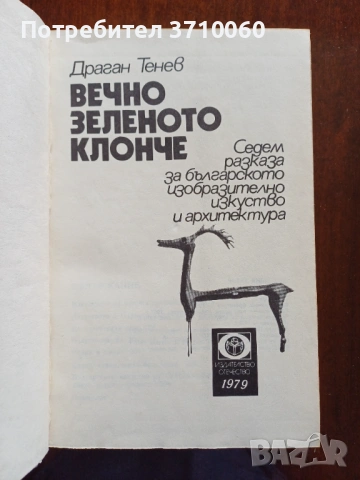 Потребител 3710060
Драган Тенев
ВЕЧНО
ЗЕЛЕНОТО
КЛОНЧЕ
Седем
разказа
за българското
изобразително
изкуство
и архитектура
ИЗДАТЕЛСТВО
ОТЕЧЕСТВО
1979
BAZAR